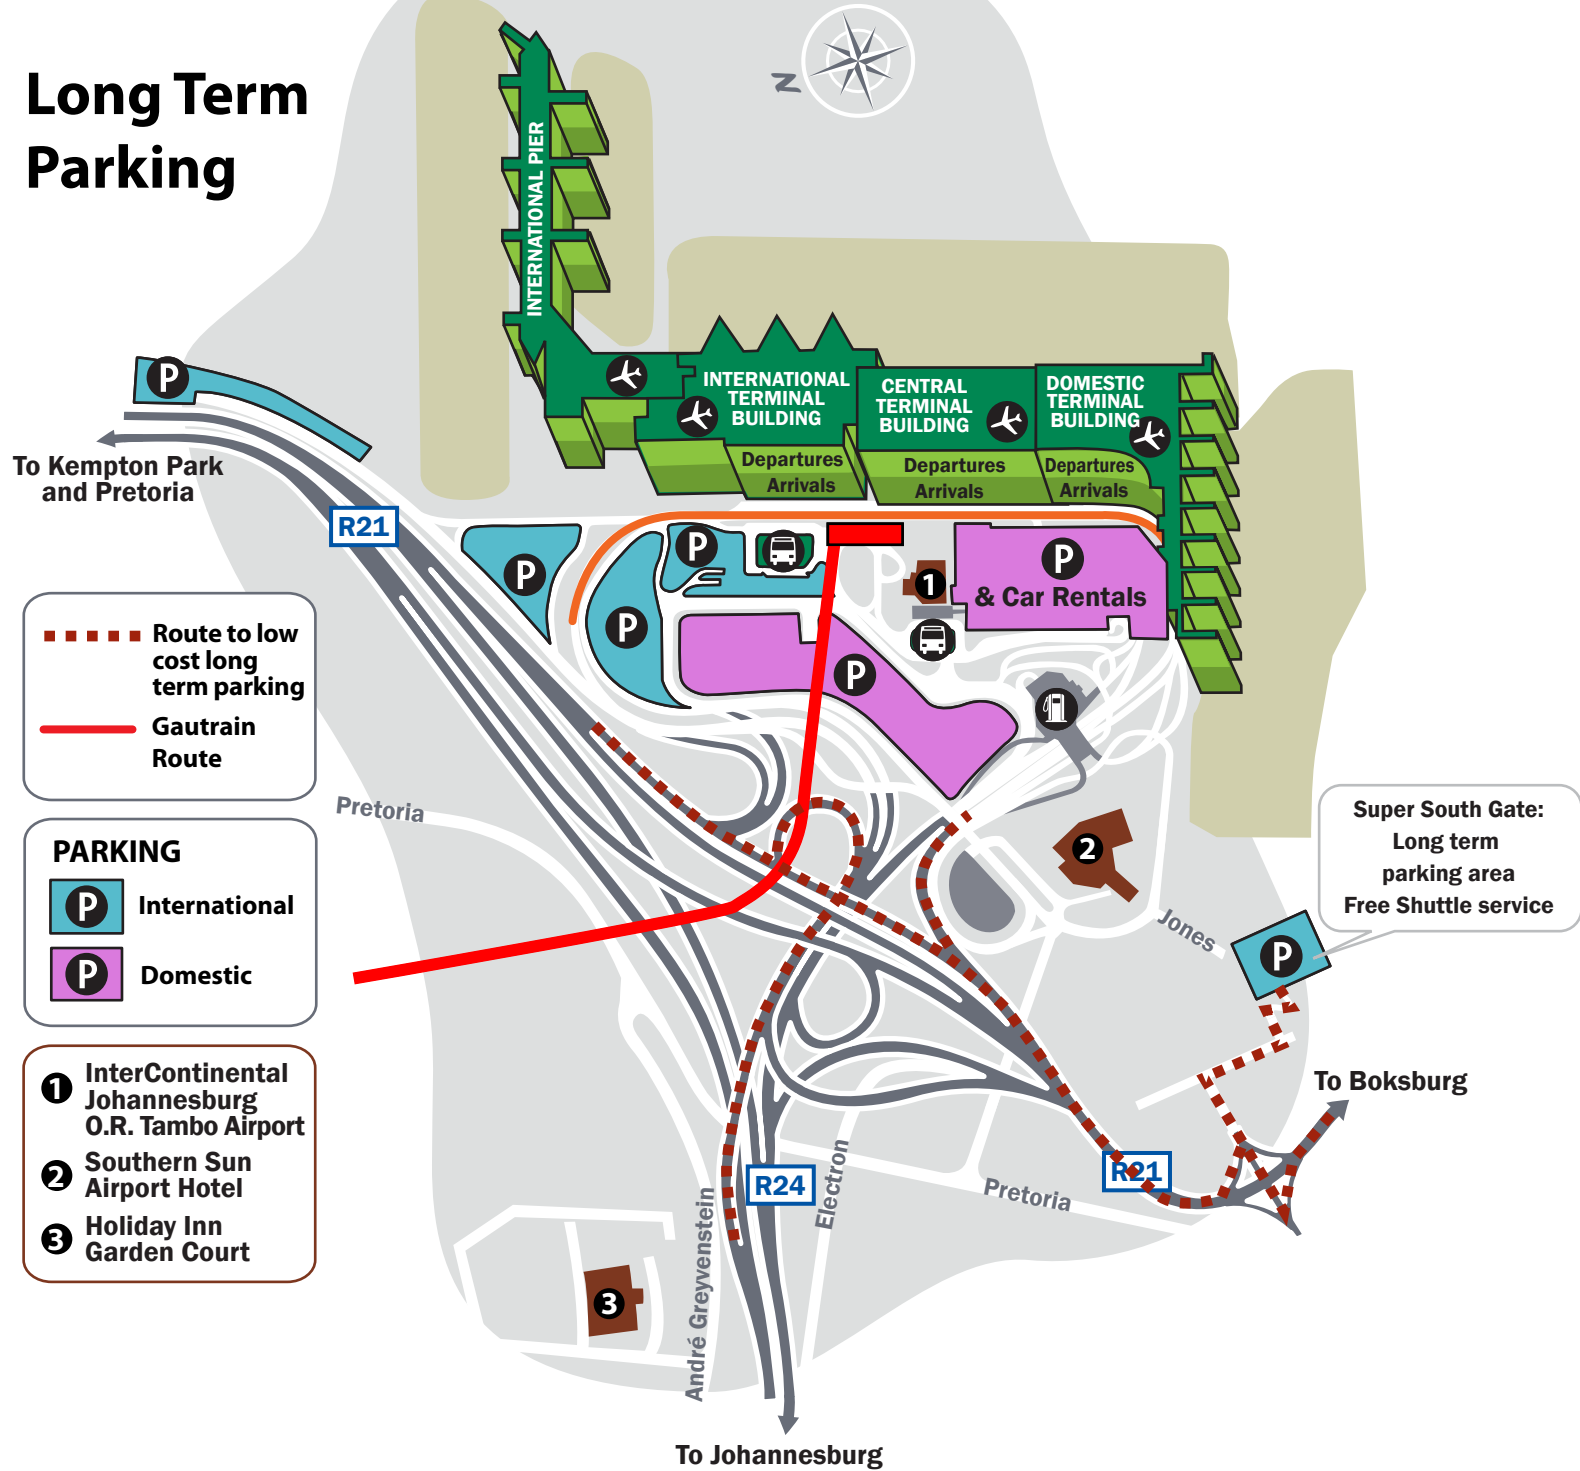 Long Term
Parking
N
INTERNATIONAL PIER
INTERNATIONAL
TERMINAL
BUILDING
CENTRAL
TERMINAL
BUILDING
DOMESTIC
TERMINAL
BUILDING
Departures
Arrivals
Departures
Arrivals
Departures
Arrivals
P
To Kempton Park
and Pretoria
R21
P
P
P
P
& Car Rentals
1
P
Route to low
cost long
term parking
Gautrain
Route
Pretoria
PARKING
P
International
P
Domestic
2
Super South Gate:
Long term
parking area
Free Shuttle service
Jones
P
1
InterContinental
Johannesburg
O.R. Tambo Airport
2
Southern Sun
Airport Hotel
3
Holiday Inn
Garden Court
To Boksburg
R21
R24
Electron
Pretoria
André Greyvenstein
3
To Johannesburg